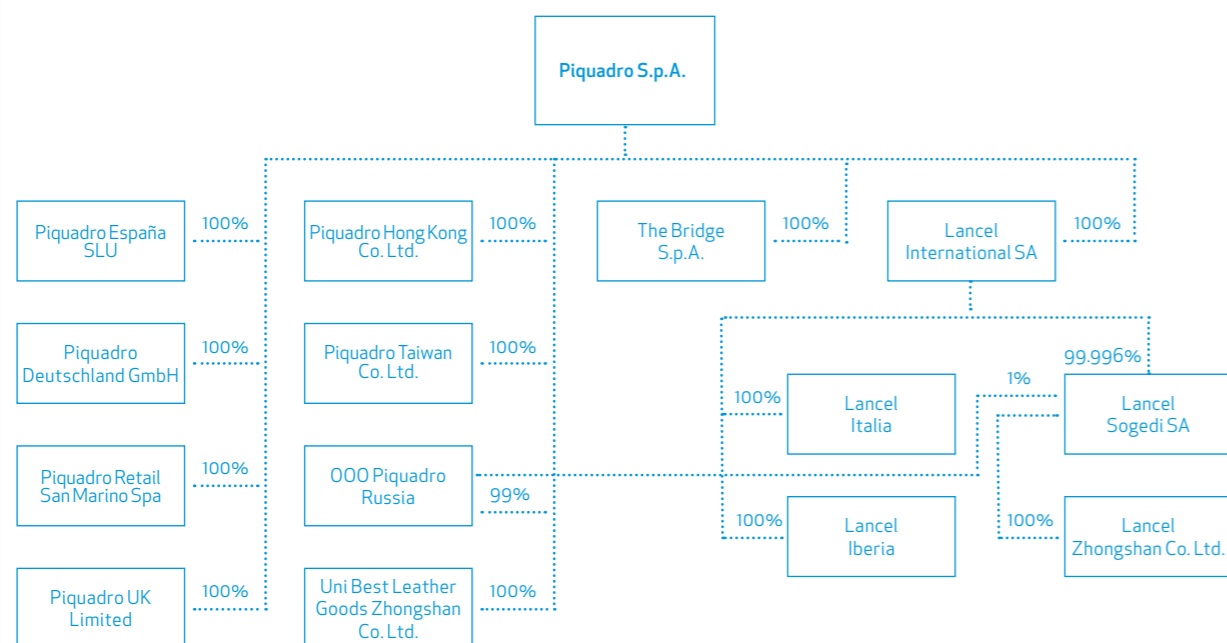 Piquadro S.p.A.
Piquadro España
SLU
100%
Piquadro Hong Kong
Co. Ltd.
100%
The Bridge
S.p.A.
100%
Lancel
International SA
100%
Piquadro
Deutschland GmbH
100%
Piquadro Taiwan
Co. Ltd.
100%
99.996%
1%
100%
Lancel
Italia
Lancel
Sogedi SA
Piquadro Retail
San Marino Spa
100%
OOO Piquadro
Russia
99%
100%
Lancel
Iberia
100%
Lancel
Zhongshan Co. Ltd.
Piquadro UK
Limited
100%
Uni Best Leather
Goods Zhongshan
Co. Ltd.
100%